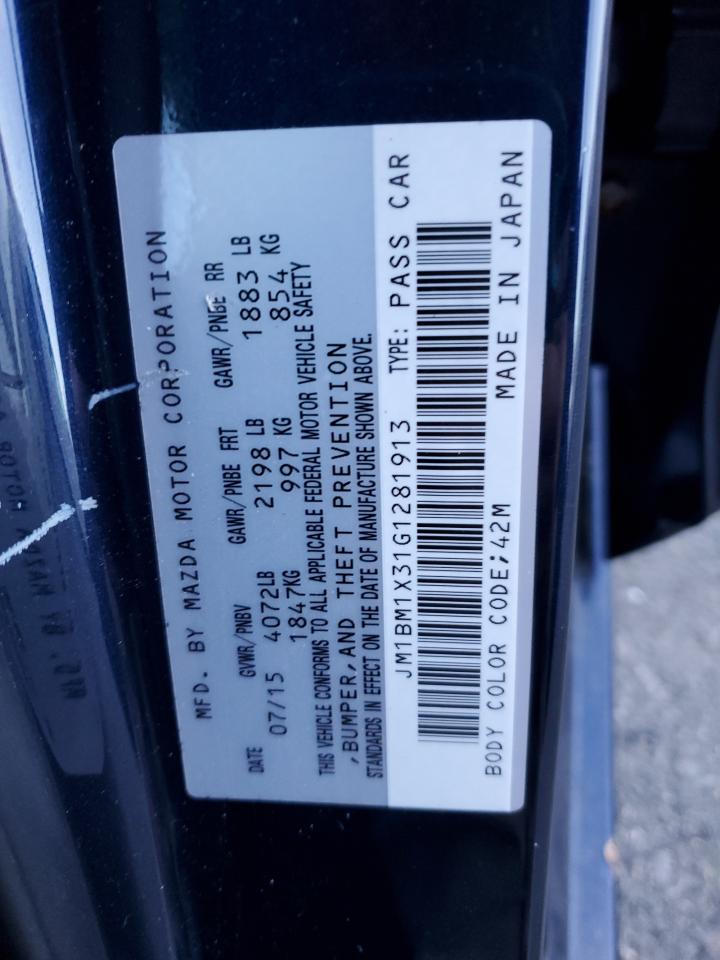 MFD. BY MAZDA MOTOR CORPORATION
DATE GVWR/PNBV GAWR/PNBE FRT GAWR/PNBE RR
07/15 4072LB 2198 LB 1883 LB
1847KG 997 KG 854 KG
THIS VEHICLE CONFORMS TO ALL APPLICABLE FEDERAL MOTOR VEHICLE SAFETY
,BUMPER,AND THEFT PREVENTION
STANDARDS IN EFFECT ON THE DATE OF MANUFACTURE SHOWN ABOVE.
JM1BM1X31G1281913 TYPE: PASS CAR
BODY COLOR CODE;42M MADE IN JAPAN